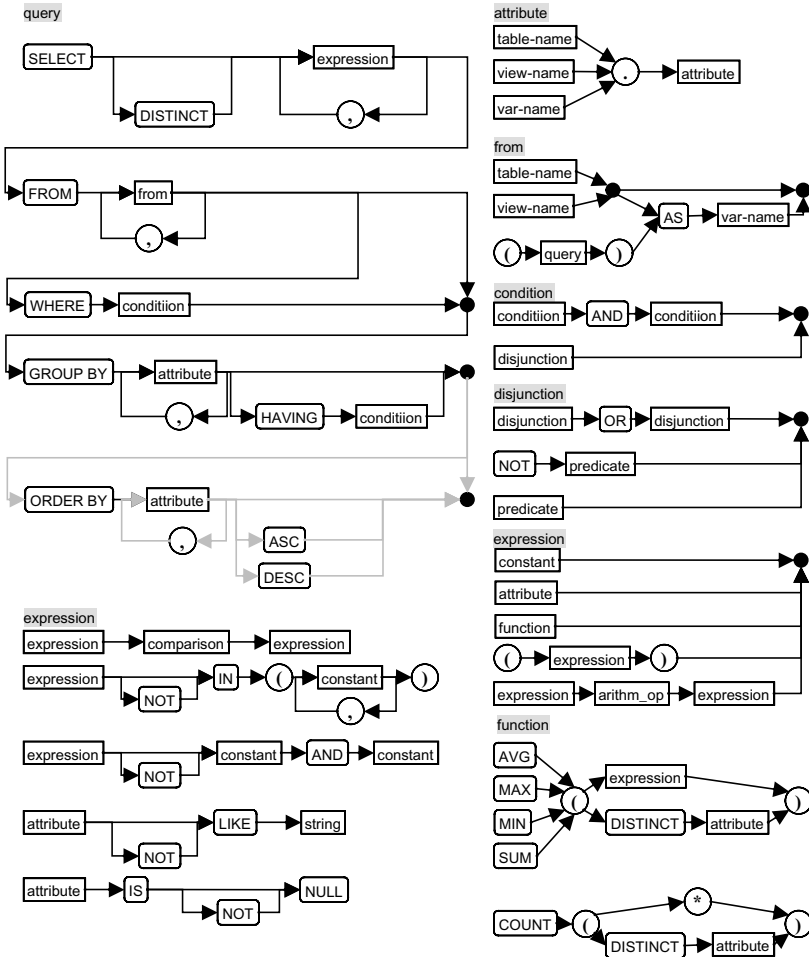 query
SELECT
expression
DISTINCT
,
FROM
from
,
WHERE
conditiion
GROUP BY
attribute
,
HAVING
conditiion
ORDER BY
attribute
,
ASC
DESC
expression
expression comparison expression
expression NOT IN ( constant , )
expression NOT constant AND constant
attribute NOT LIKE string
attribute IS NOT NULL
attribute
table-name
view-name . attribute
var-name
from
table-name
view-name AS var-name
( query )
condition
conditiion AND conditiion
disjunction
disjunction
disjunction OR disjunction
NOT predicate
predicate
expression
constant
attribute
function
( expression )
expression arithm_op expression
function
AVG
MAX
MIN
SUM
( expression )
DISTINCT attribute
COUNT ( * )
DISTINCT attribute